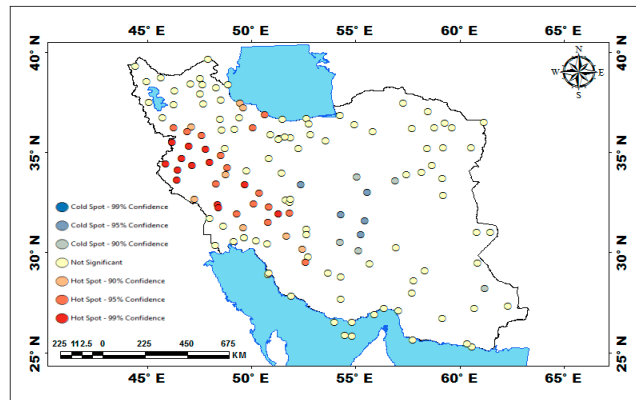 45° E 50° E 55° E 60° E 65° E
40° N 40° N
N
W E
S
35° N 35° N
Cold Spot - 99% Confidence
Cold Spot - 95% Confidence
Cold Spot - 90% Confidence
Not Significant
Hot Spot - 90% Confidence
Hot Spot - 95% Confidence
Hot Spot - 99% Confidence
30° N 30° N
225 112.5 0 225 450 675
KM
25° N 25° N
45° E 50° E 55° E 60° E 65° E